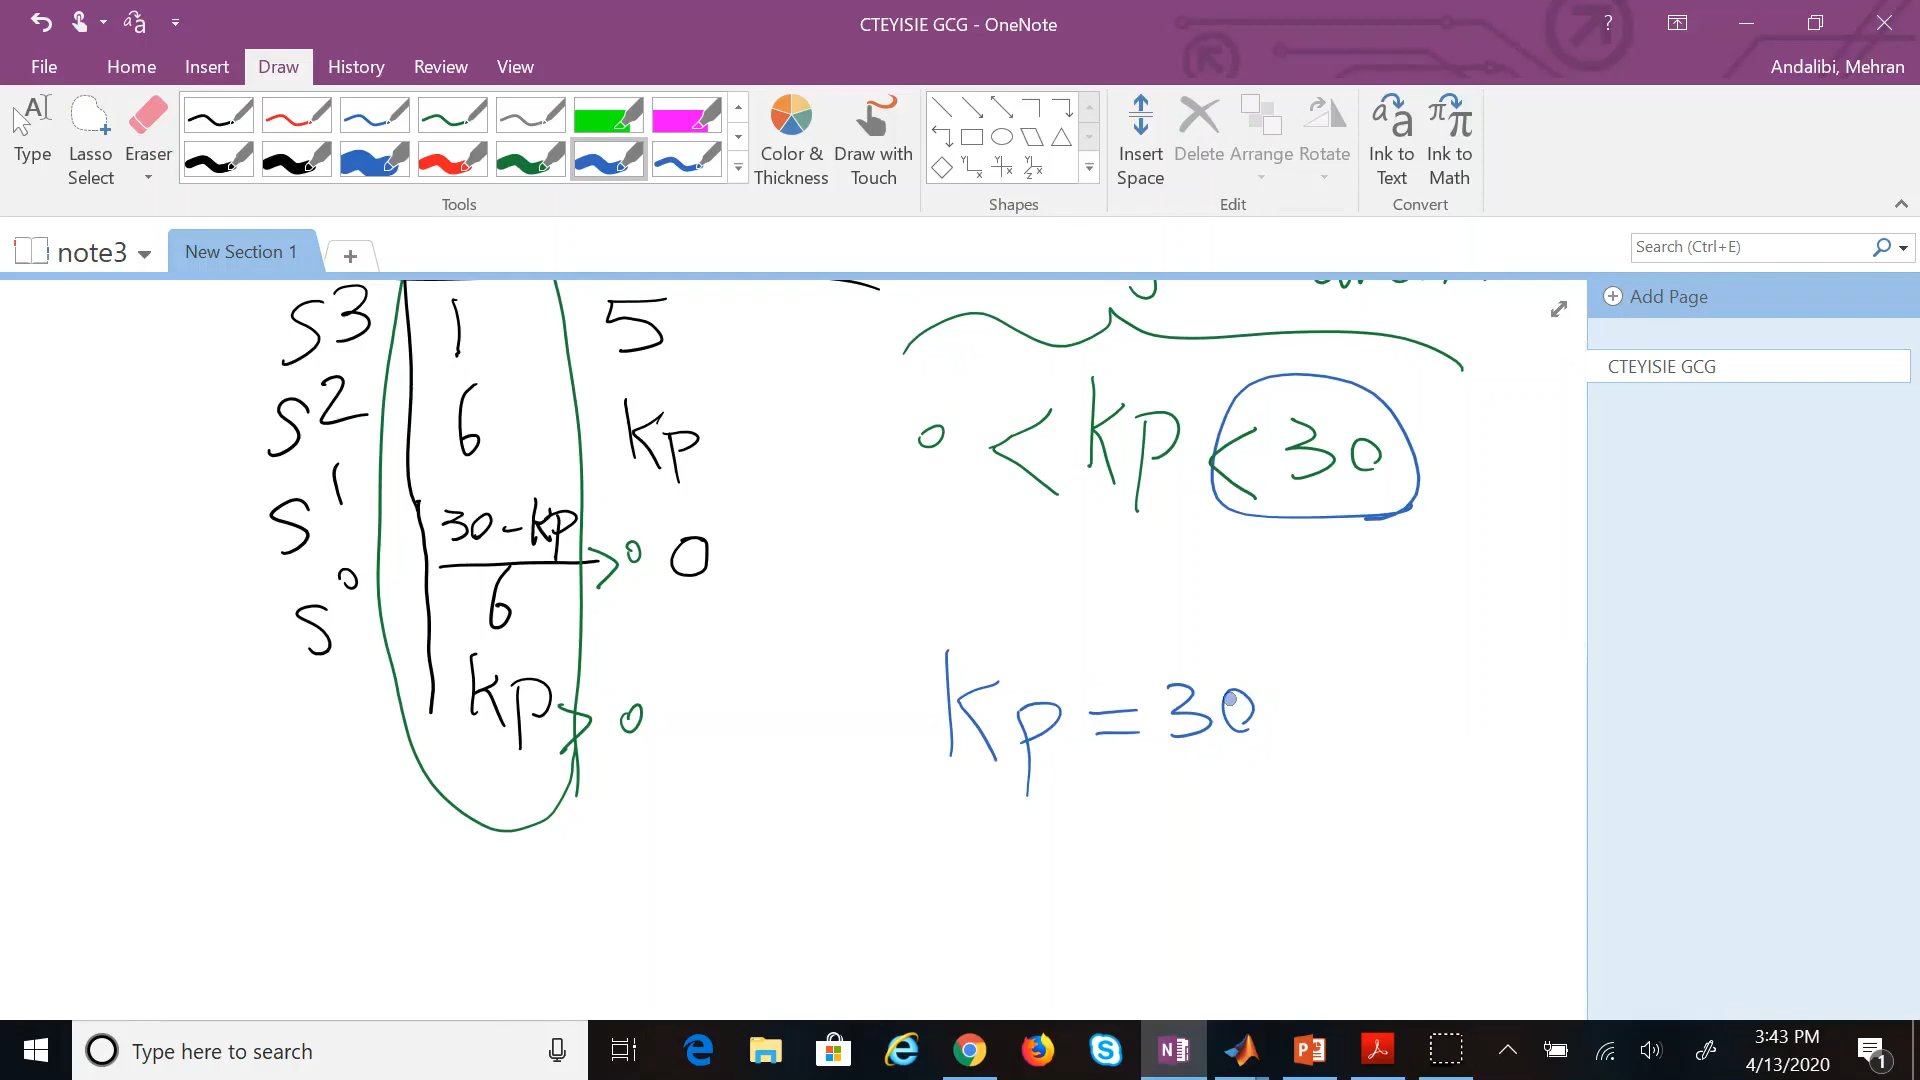 CTEYISIE GCG - OneNote
?
File Home Insert Draw History Review View
Andalibi, Mehran
Type
Lasso Select
Eraser
Color & Thickness
Draw with Touch
Insert Space
Delete
Arrange
Rotate
Ink to Text
Ink to Math
Tools
Shapes
Edit
Convert
note3
New Section 1
+
Search (Ctrl+E)
Add Page
CTEYISIE GCG
S3 1 5
S2 6 Kp
S1 30-Kp
6 >0 0
S0 Kp >0
0 < Kp < 30
Kp = 30
Type here to search
3:43 PM
4/13/2020
1